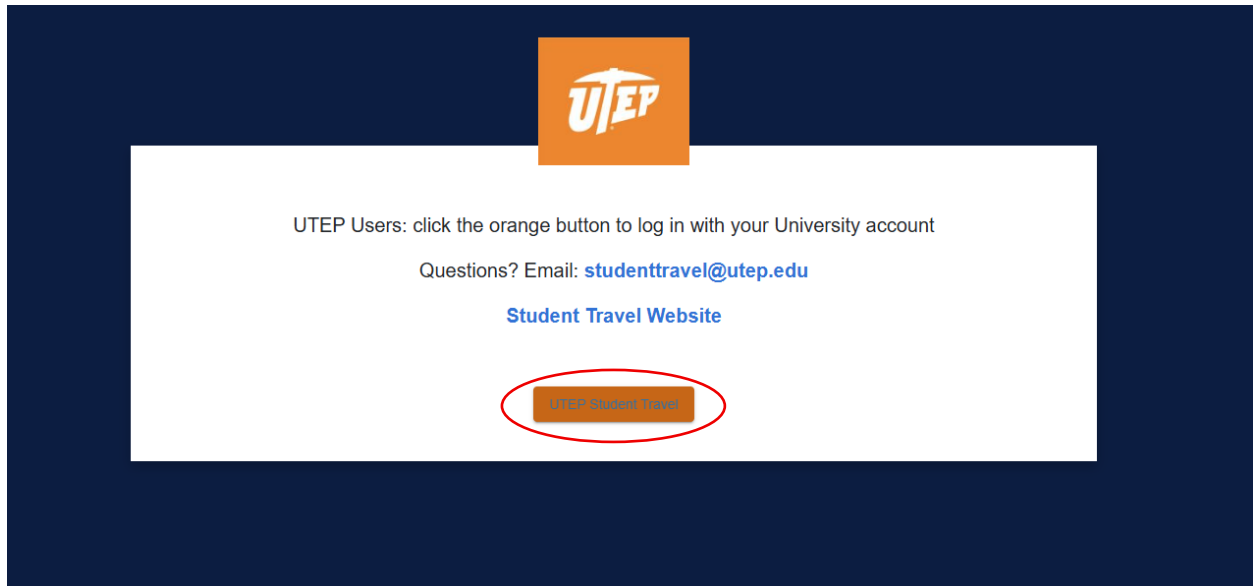 UTEP
UTEP Users: click the orange button to log in with your University account
Questions? Email: studenttravel@utep.edu
Student Travel Website
UTEP Student Travel